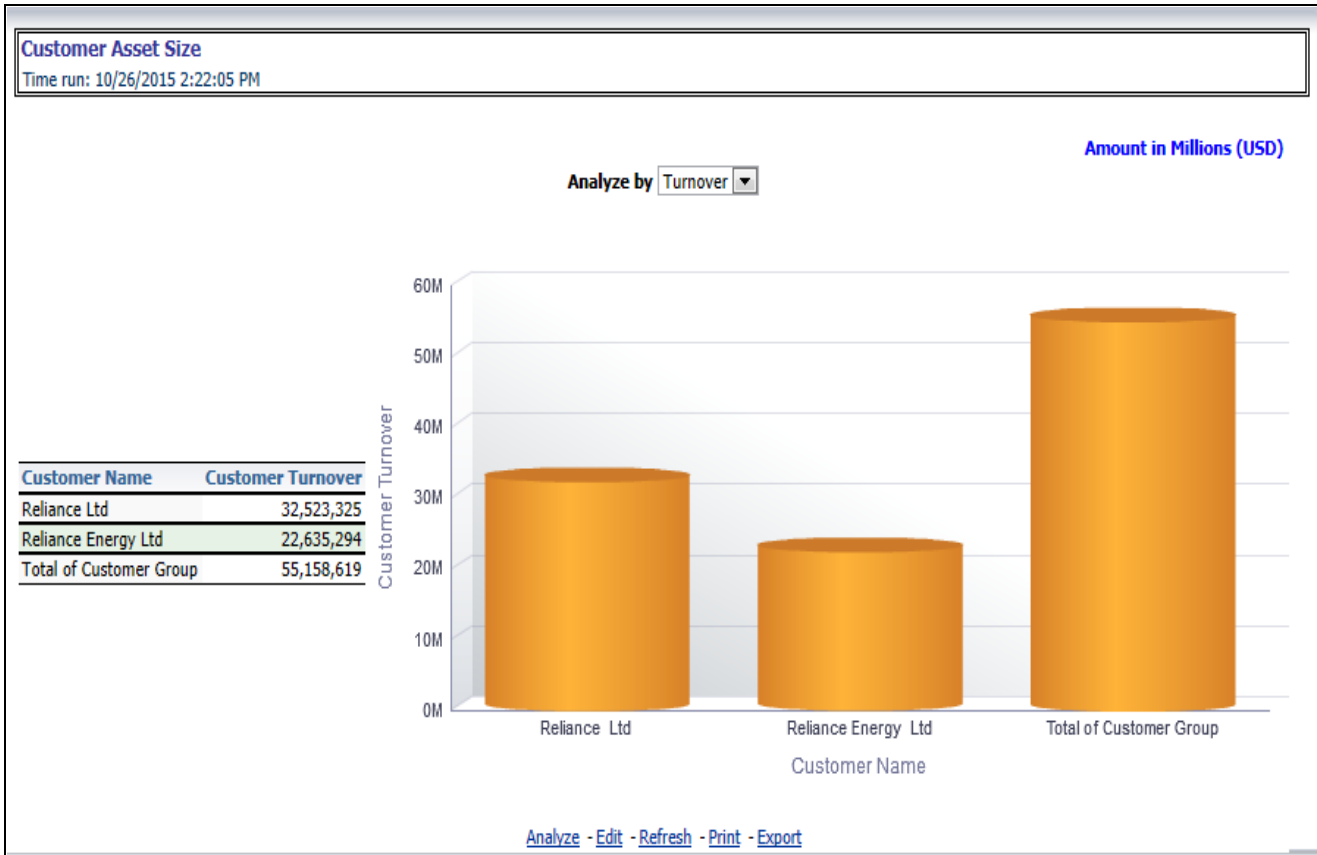 Customer Asset Size
Time run: 10/26/2015 2:22:05 PM
Amount in Millions (USD)
Analyze by Turnover
Customer Name Customer Turnover
Reliance Ltd 32,523,325
Reliance Energy Ltd 22,635,294
Total of Customer Group 55,158,619
Customer Turnover
60M
50M
40M
30M
20M
10M
0M
Reliance Ltd Reliance Energy Ltd Total of Customer Group
Customer Name
Analyze - Edit - Refresh - Print - Export